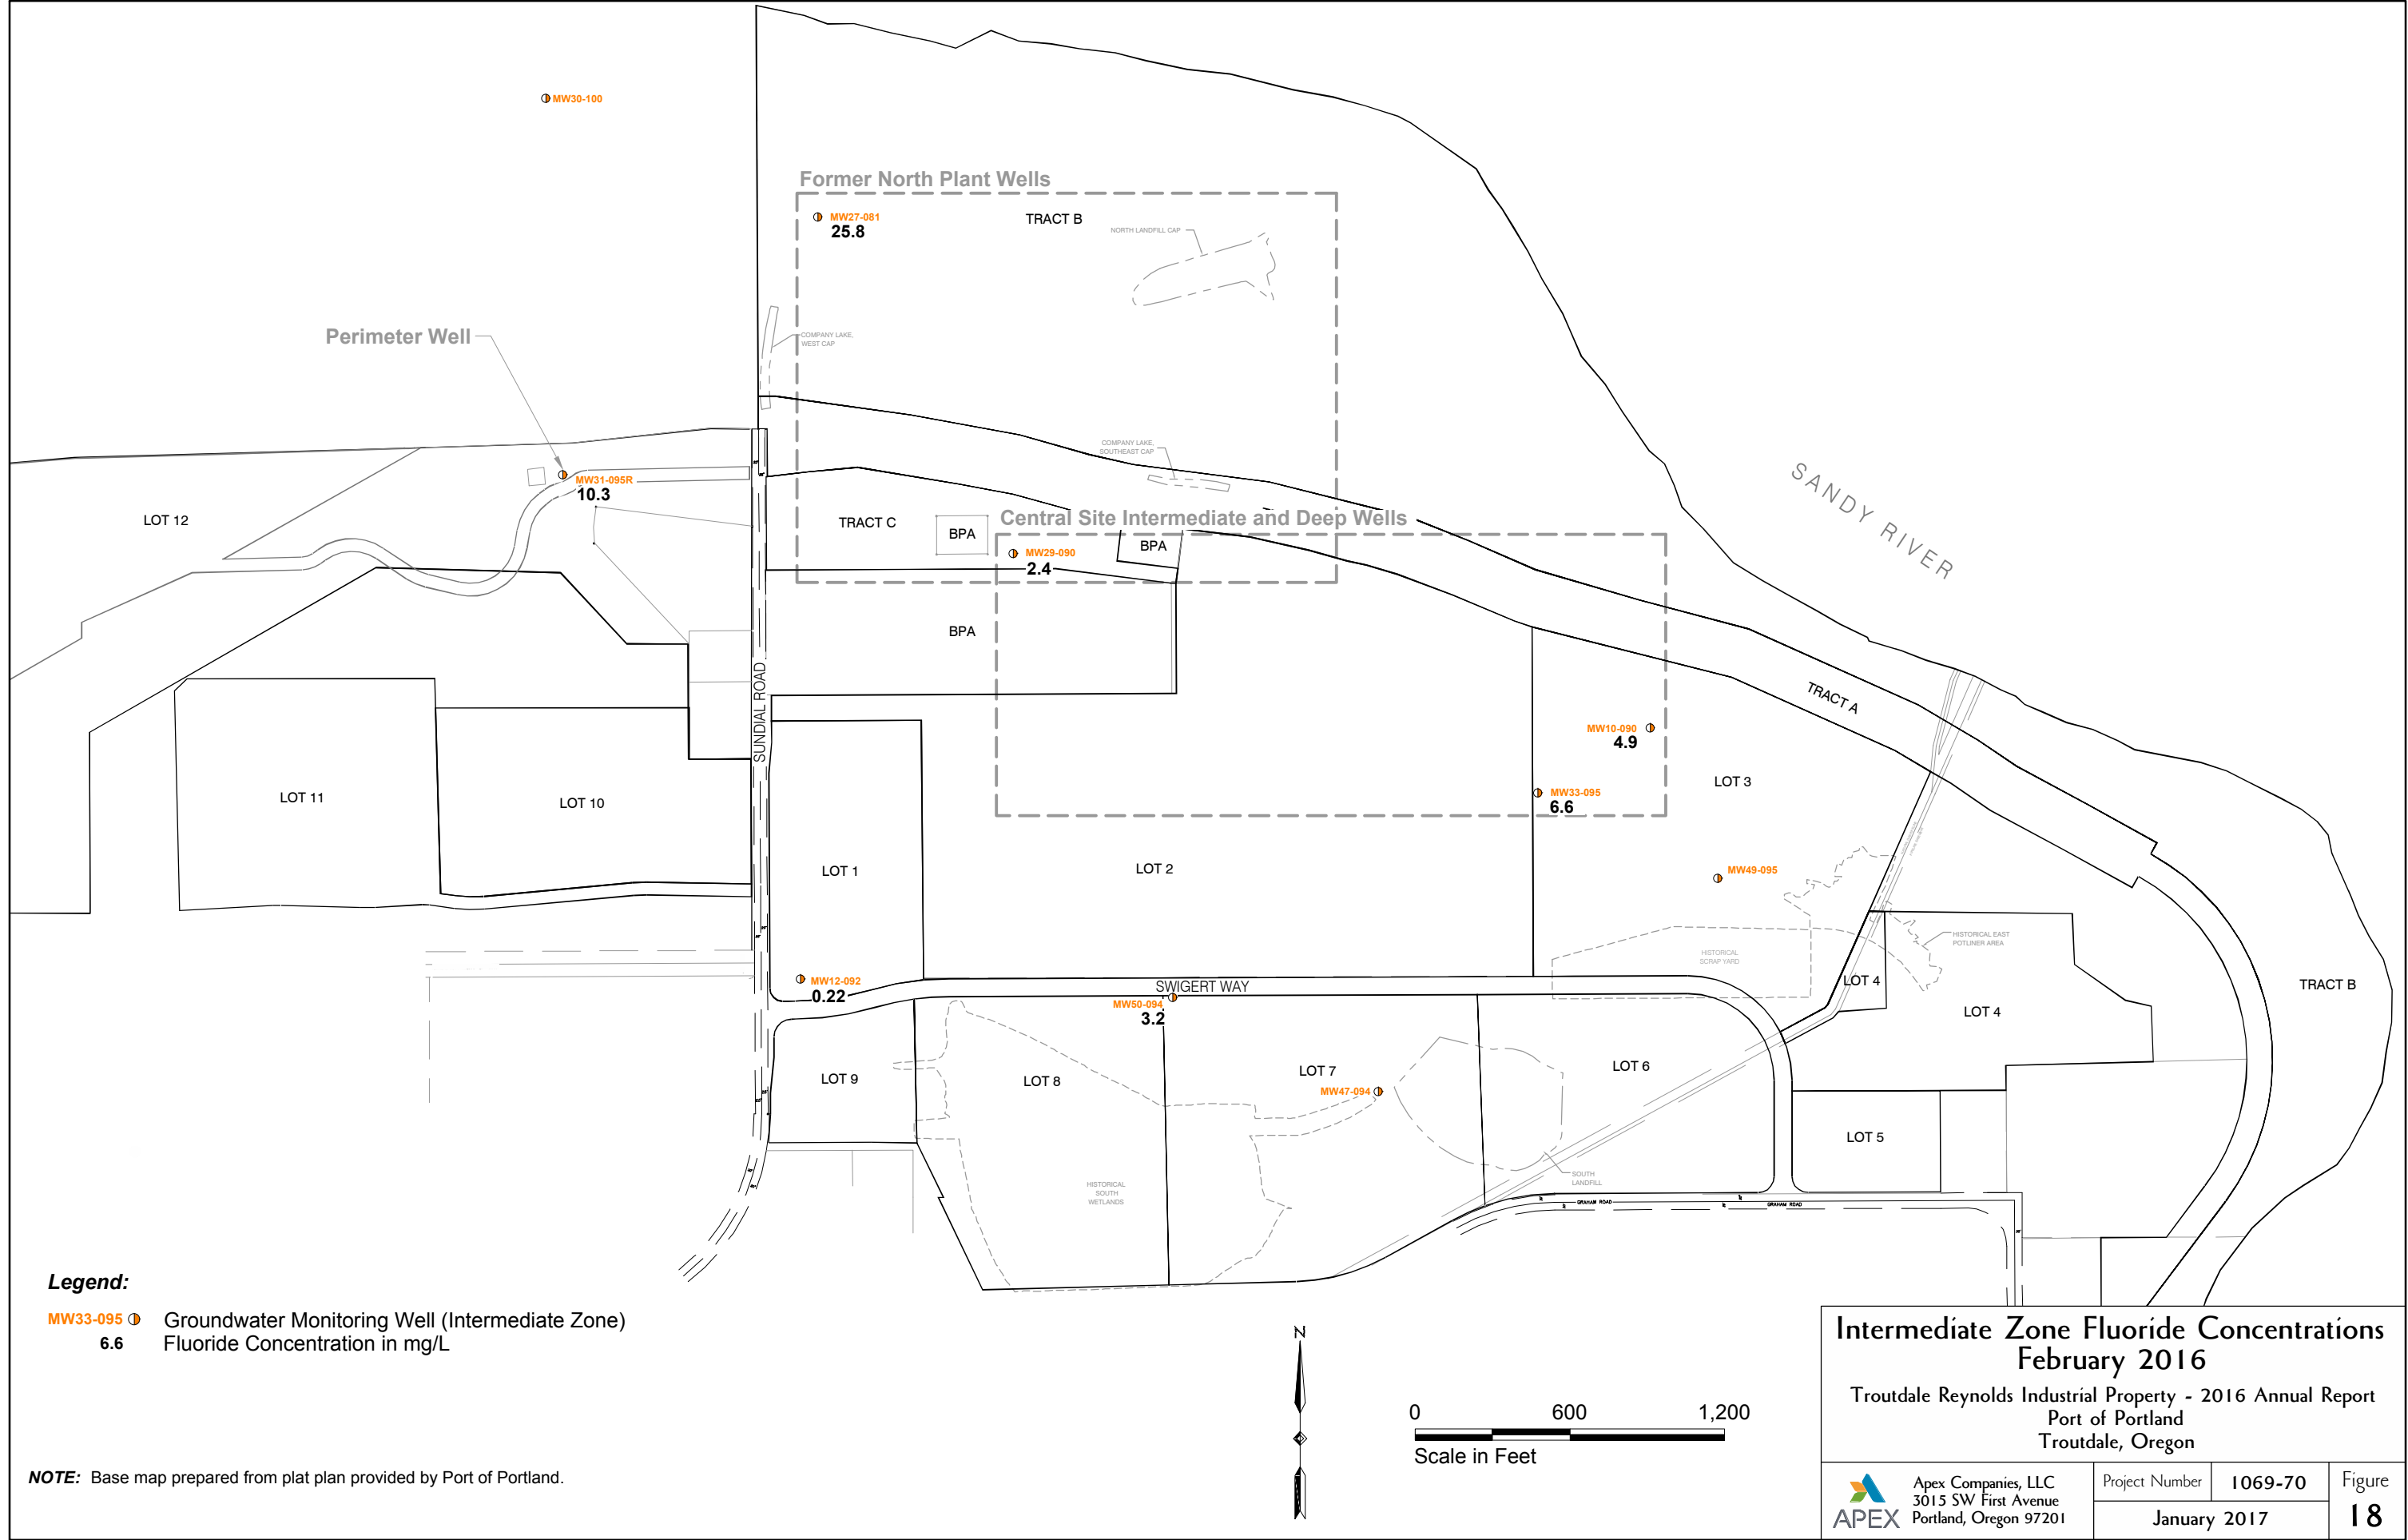 MW30-100
Former North Plant Wells
MW27-081
25.8
TRACT B
NORTH LANDFILL CAP
Perimeter Well
COMPANY LAKE,
WEST CAP
COMPANY LAKE,
SOUTHEAST CAP
SANDY RIVER
MW31-095R
10.3
LOT 12
TRACT C
BPA
Central Site Intermediate and Deep Wells
MW29-090
2.4
BPA
BPA
SUNDIAL ROAD
TRACT A
MW10-090
4.9
LOT 3
MW33-095
6.6
LOT 11
LOT 10
LOT 1
LOT 2
MW49-095
HISTORICAL
SCRAP YARD
HISTORICAL EAST
POTLINER AREA
MW12-092
0.22
SWIGERT WAY
MW50-094
3.2
LOT 4
LOT 4
TRACT B
LOT 9
LOT 8
LOT 7
MW47-094
LOT 6
LOT 5
HISTORICAL
SOUTH
WETLANDS
SOUTH
LANDFILL
GRAHAM ROAD
GRAHAM ROAD
Legend:
MW33-095 Groundwater Monitoring Well (Intermediate Zone)
6.6 Fluoride Concentration in mg/L
NOTE: Base map prepared from plat plan provided by Port of Portland.
N
0 600 1,200
Scale in Feet
Intermediate Zone Fluoride Concentrations
February 2016
Troutdale Reynolds Industrial Property - 2016 Annual Report
Port of Portland
Troutdale, Oregon
APEX
Apex Companies, LLC
3015 SW First Avenue
Portland, Oregon 97201
Project Number 1069-70
January 2017
Figure
18